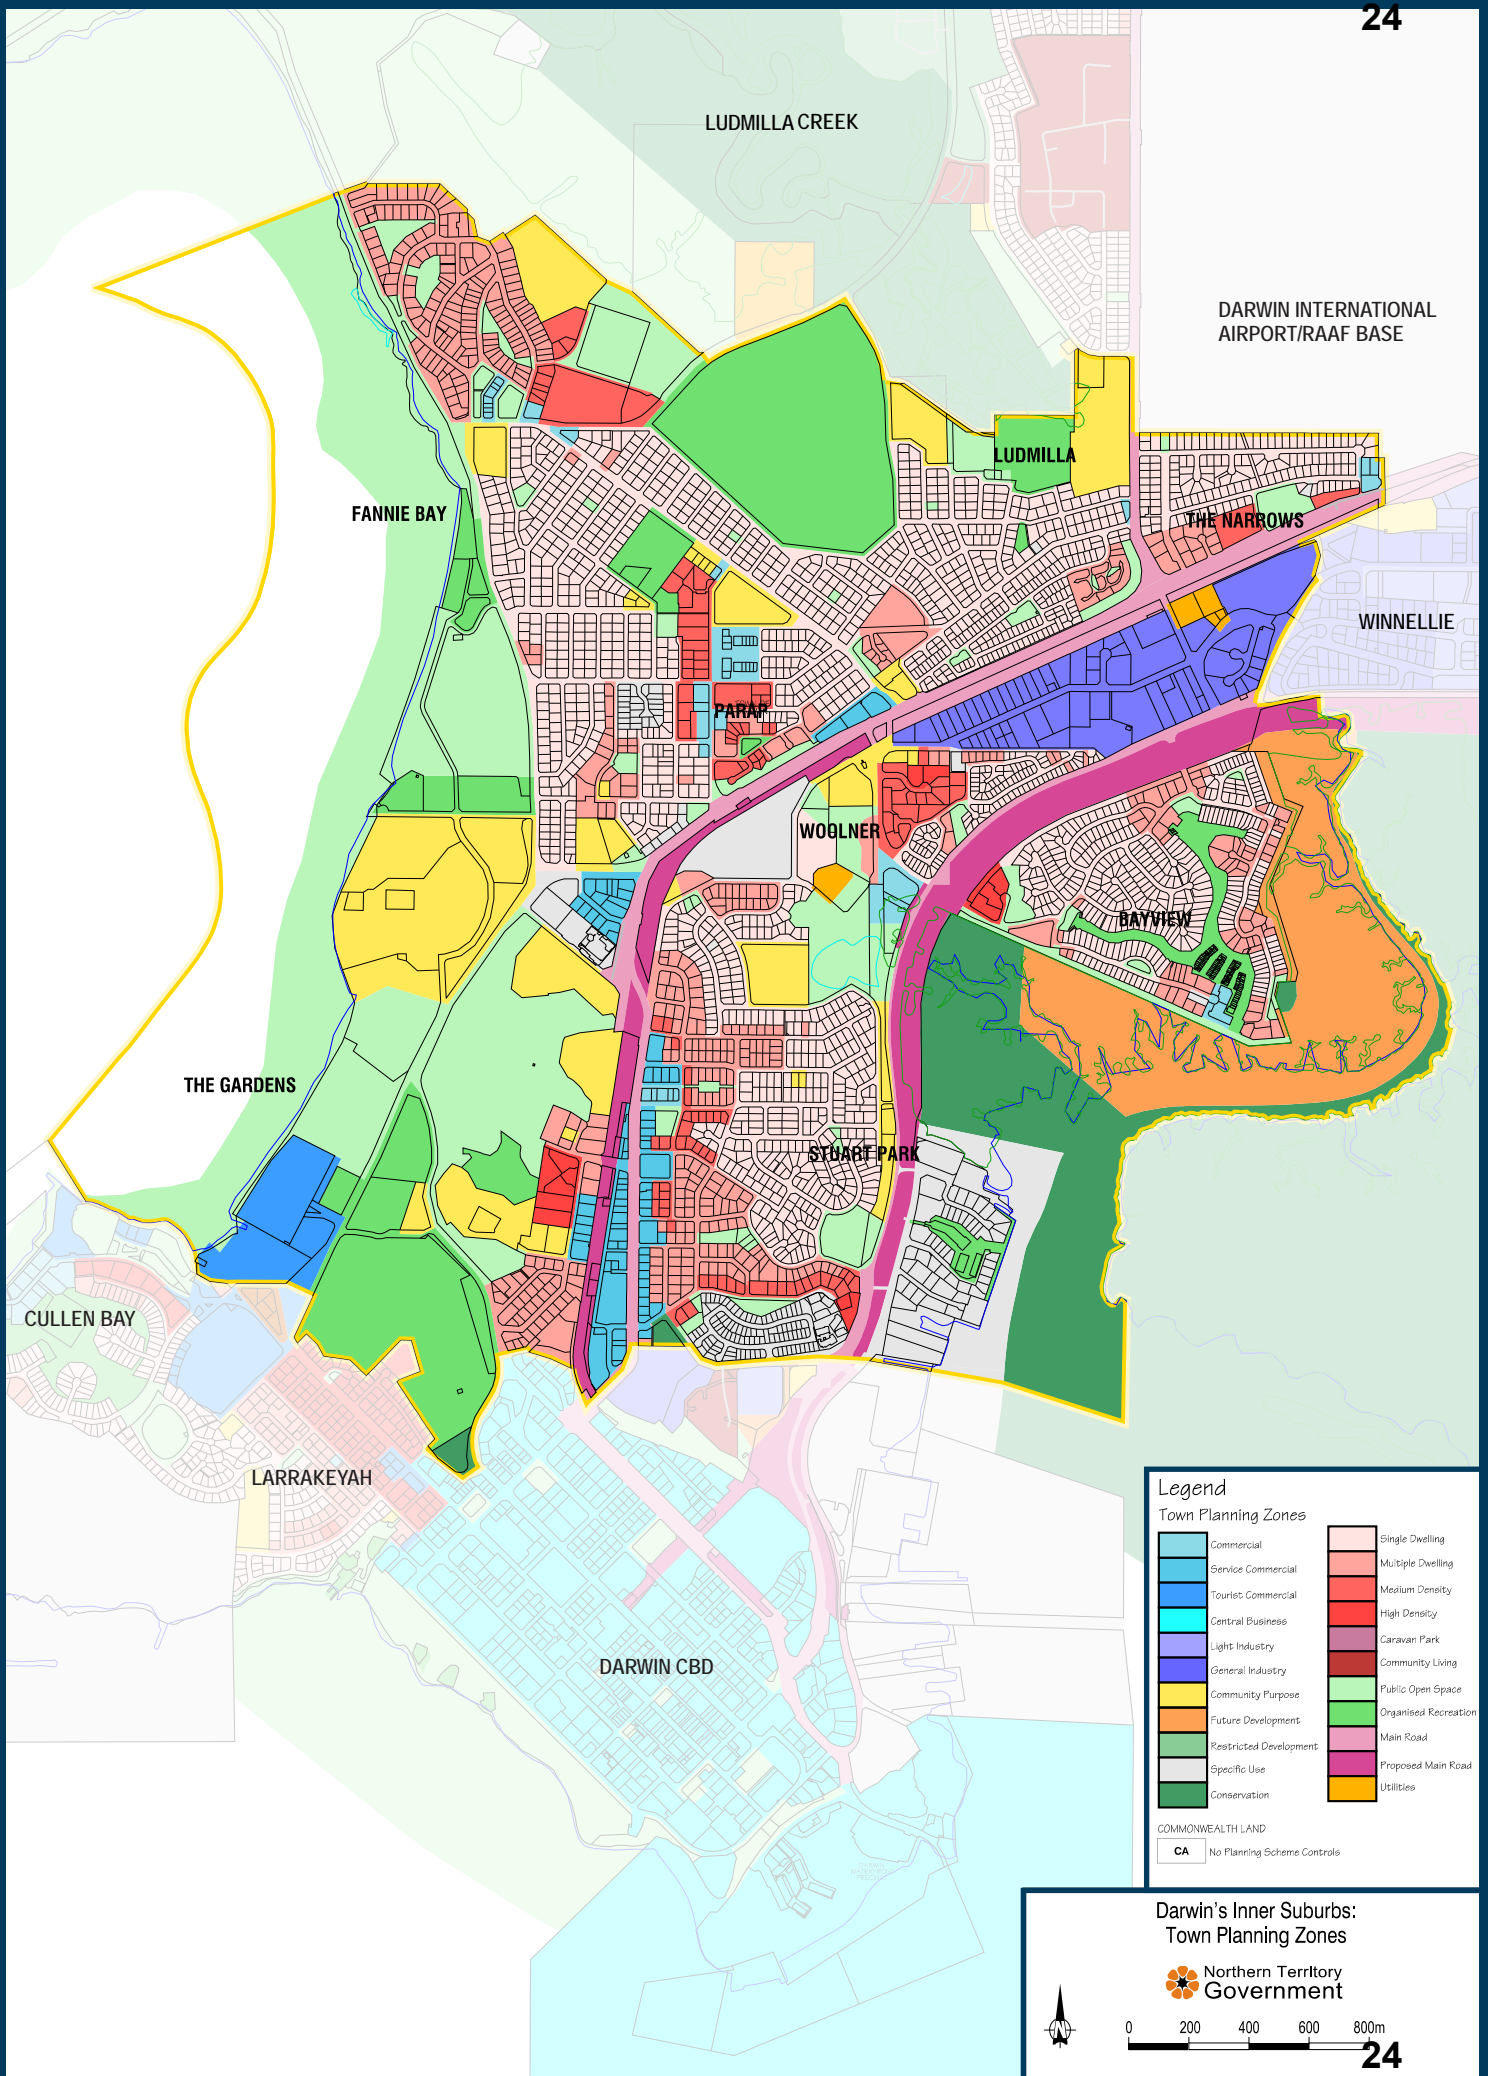 24
LUDMILLA CREEK
DARWIN INTERNATIONAL
AIRPORT/RAAF BASE
LUDMILLA
FANNIE BAY
THE NARROWS
WINNELLIE
PARAP
WOOLNER
BAYVIEW
THE GARDENS
STUART PARK
CULLEN BAY
LARRAKEYAH
DARWIN CBD
DARWIN
WATERFRONT
PRECINCT
Legend
Town Planning Zones
Commercial
Service Commercial
Tourist Commercial
Central Business
Light Industry
General Industry
Community Purpose
Future Development
Restricted Development
Specific Use
Conservation
Single Dwelling
Multiple Dwelling
Medium Density
High Density
Caravan Park
Community Living
Public Open Space
Organised Recreation
Main Road
Proposed Main Road
Utilities
COMMONWEALTH LAND
CA No Planning Scheme Controls
Darwin's Inner Suburbs:
Town Planning Zones
Northern Territory
Government
0 200 400 600 800m
24